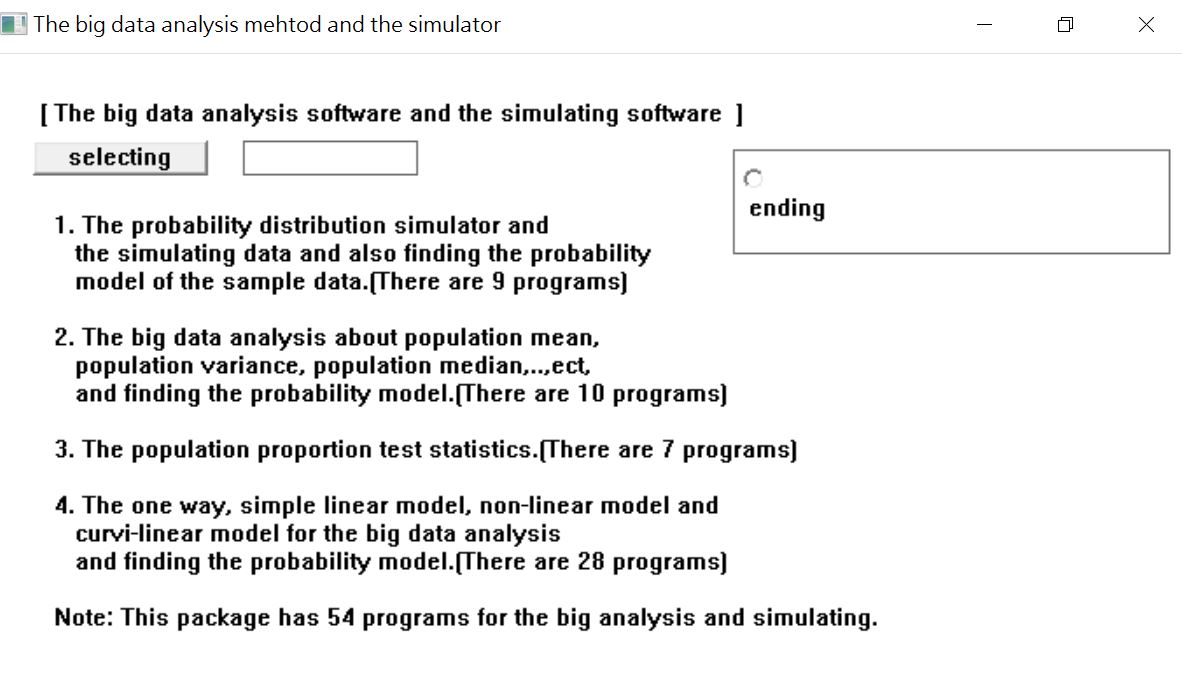 The big data analysis mehtod and the simulator
[ The big data analysis software and the simulating software ]
selecting
ending
1. The probability distribution simulator and
the simulating data and also finding the probability
model of the sample data.(There are 9 programs)
2. The big data analysis about population mean,
population variance, population median,..,ect,
and finding the probability model.(There are 10 programs)
3. The population proportion test statistics.(There are 7 programs)
4. The one way, simple linear model, non-linear model and
curvi-linear model for the big data analysis
and finding the probability model.(There are 28 programs)
Note: This package has 54 programs for the big analysis and simulating.